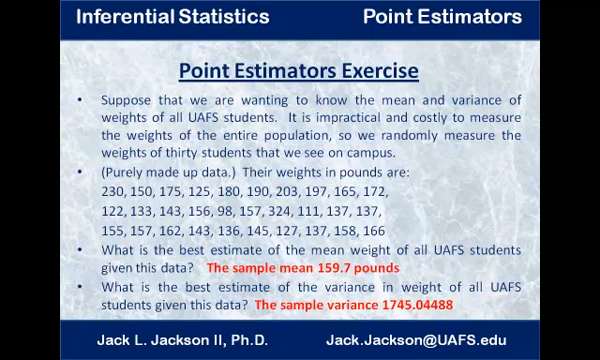 Inferential Statistics Point Estimators
Point Estimators Exercise
• Suppose that we are wanting to know the mean and variance of
weights of all UAFS students. It is impractical and costly to measure
the weights of the entire population, so we randomly measure the
weights of thirty students that we see on campus.
• (Purely made up data.) Their weights in pounds are:
230, 150, 175, 125, 180, 190, 203, 197, 165, 172,
122, 133, 143, 156, 98, 157, 324, 111, 137, 137,
155, 157, 162, 143, 136, 145, 127, 137, 158, 166
• What is the best estimate of the mean weight of all UAFS students
given this data? The sample mean 159.7 pounds
• What is the best estimate of the variance in weight of all UAFS
students given this data? The sample variance 1745.04488
Jack L. Jackson II, Ph.D. Jack.Jackson@UAFS.edu